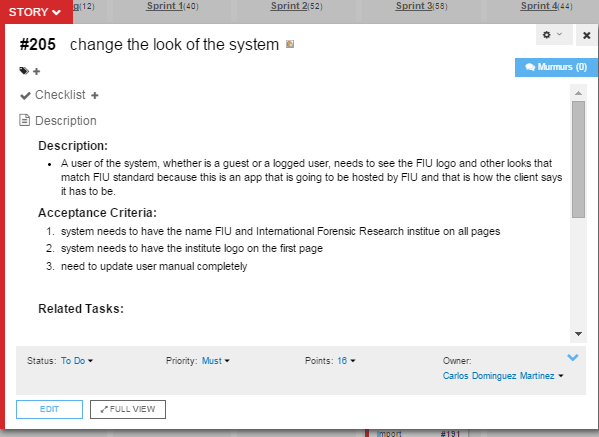 STORY
g(12) Sprint 1(40) Sprint 2(52) Sprint 3(58) Sprint 4(44)
#205 change the look of the system
Murmurs (0)
Checklist
Description
Description:
A user of the system, whether is a guest or a logged user, needs to see the FIU logo and other looks that
match FIU standard because this is an app that is going to be hosted by FIU and that is how the client says
it has to be.
Acceptance Criteria:
1. system needs to have the name FIU and International Forensic Research institue on all pages
2. system needs to have the institute logo on the first page
3. need to update user manual completely
Related Tasks:
Status: To Do Priority: Must Points: 16 Owner:
Carlos Dominguez Martinez
EDIT FULL VIEW
Import #191